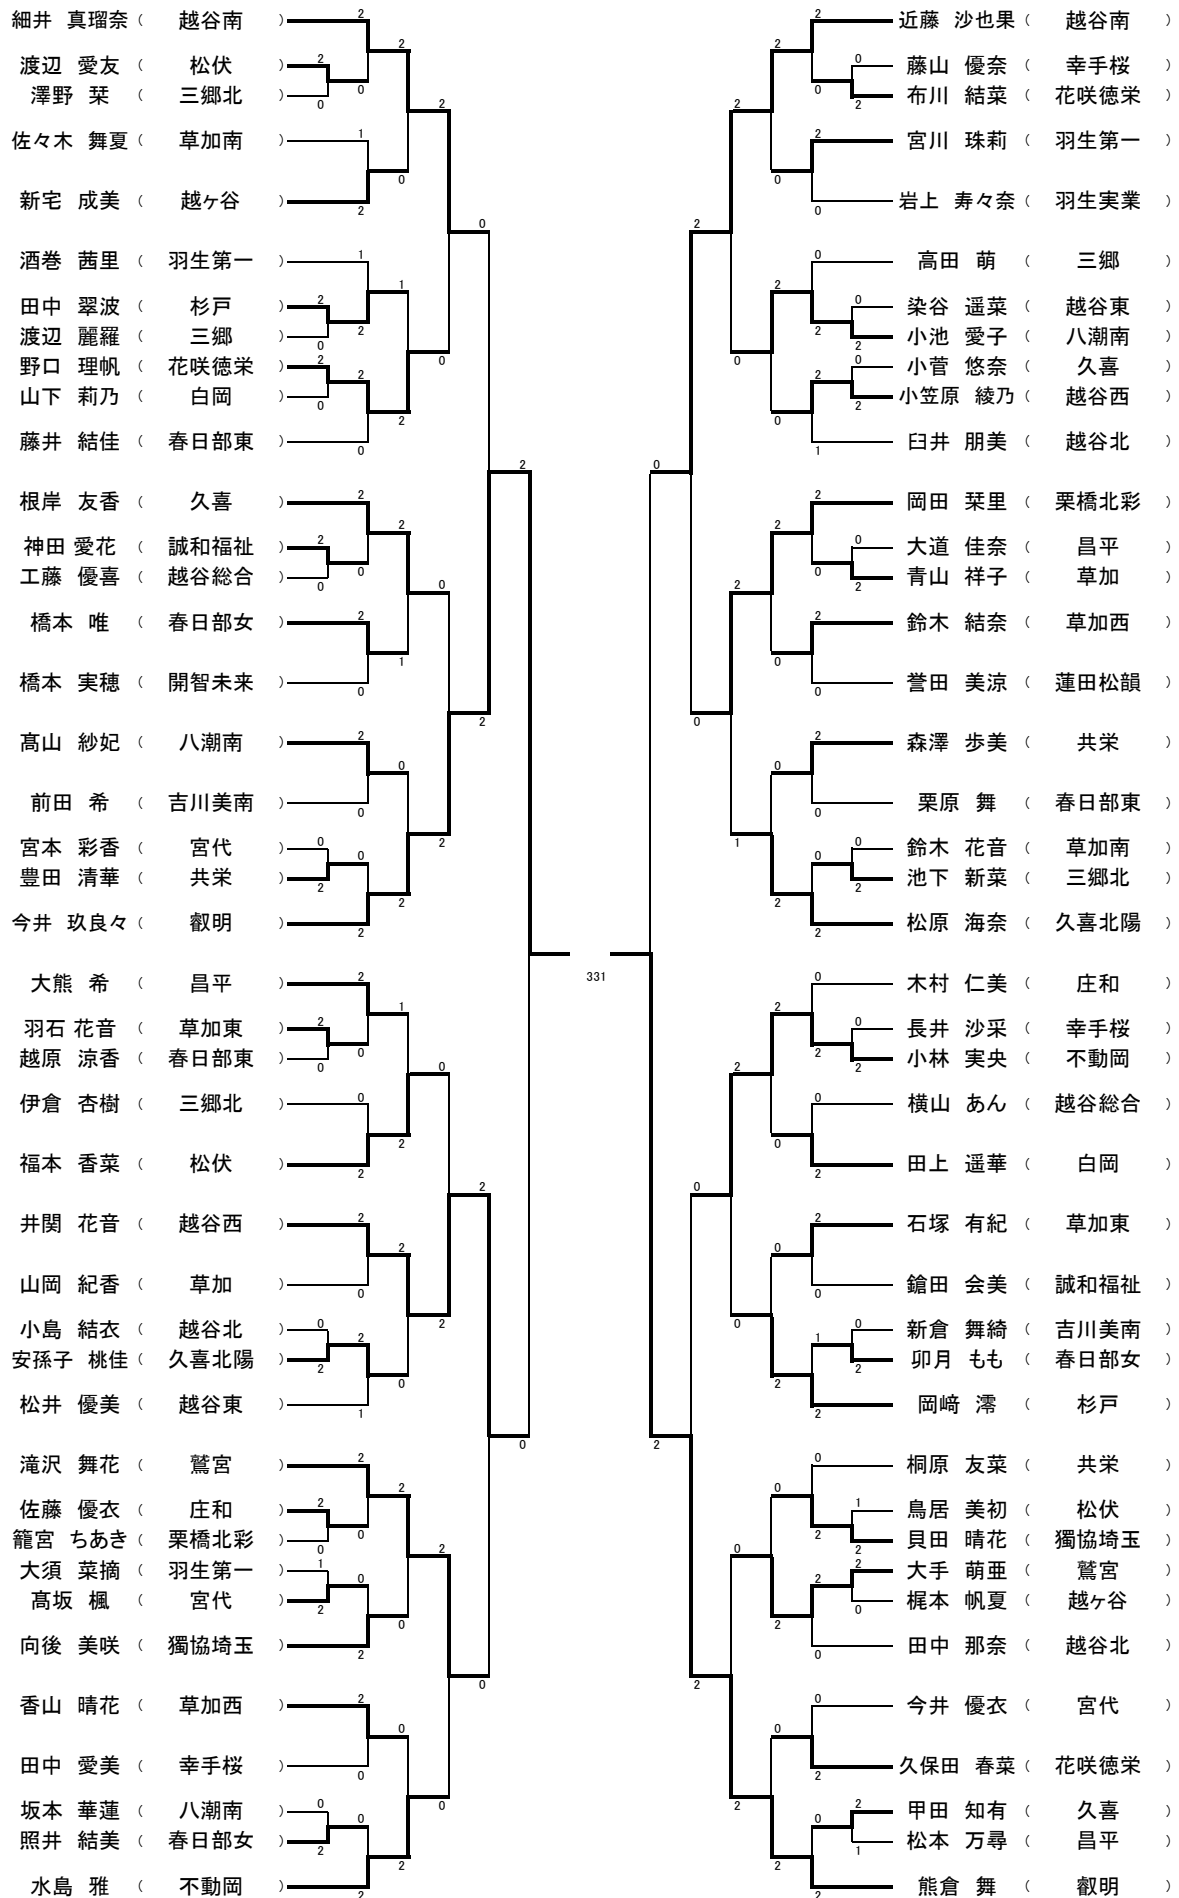 細井 真瑠奈 ( 越谷南 )
渡辺 愛友 ( 松伏 )
澤野 栞 ( 三郷北 )
佐々木 舞夏 ( 草加南 )
新宅 成美 ( 越ヶ谷 )
酒巻 茜里 ( 羽生第一 )
田中 翠波 ( 杉戸 )
渡辺 麗羅 ( 三郷 )
野口 理帆 ( 花咲徳栄 )
山下 莉乃 ( 白岡 )
藤井 結佳 ( 春日部東 )
根岸 友香 ( 久喜 )
神田 愛花 ( 誠和福祉 )
工藤 優喜 ( 越谷総合 )
橋本 唯 ( 春日部女 )
橋本 実穂 ( 開智未来 )
髙山 紗妃 ( 八潮南 )
前田 希 ( 吉川美南 )
宮本 彩香 ( 宮代 )
豊田 清華 ( 共栄 )
今井 玖良々 ( 叡明 )
大熊 希 ( 昌平 )
羽石 花音 ( 草加東 )
越原 涼香 ( 春日部東 )
伊倉 杏樹 ( 三郷北 )
福本 香菜 ( 松伏 )
井関 花音 ( 越谷西 )
山岡 紀香 ( 草加 )
小島 結衣 ( 越谷北 )
安孫子 桃佳 ( 久喜北陽 )
松井 優美 ( 越谷東 )
滝沢 舞花 ( 鷲宮 )
佐藤 優衣 ( 庄和 )
籠宮 ちあき ( 栗橋北彩 )
大須 菜摘 ( 羽生第一 )
髙坂 楓 ( 宮代 )
向後 美咲 ( 獨協埼玉 )
香山 晴花 ( 草加西 )
田中 愛美 ( 幸手桜 )
坂本 華蓮 ( 八潮南 )
照井 結美 ( 春日部女 )
水島 雅 ( 不動岡 )
331
近藤 沙也果 ( 越谷南 )
藤山 優奈 ( 幸手桜 )
布川 結菜 ( 花咲徳栄 )
宮川 珠莉 ( 羽生第一 )
岩上 寿々奈 ( 羽生実業 )
高田 萌 ( 三郷 )
染谷 遥菜 ( 越谷東 )
小池 愛子 ( 八潮南 )
小菅 悠奈 ( 久喜 )
小笠原 綾乃 ( 越谷西 )
臼井 朋美 ( 越谷北 )
岡田 栞里 ( 栗橋北彩 )
大道 佳奈 ( 昌平 )
青山 祥子 ( 草加 )
鈴木 結奈 ( 草加西 )
誉田 美涼 ( 蓮田松韻 )
森澤 歩美 ( 共栄 )
栗原 舞 ( 春日部東 )
鈴木 花音 ( 草加南 )
池下 新菜 ( 三郷北 )
松原 海奈 ( 久喜北陽 )
木村 仁美 ( 庄和 )
長井 沙采 ( 幸手桜 )
小林 実央 ( 不動岡 )
横山 あん ( 越谷総合 )
田上 遥華 ( 白岡 )
石塚 有紀 ( 草加東 )
鎗田 会美 ( 誠和福祉 )
新倉 舞綺 ( 吉川美南 )
卯月 もも ( 春日部女 )
岡﨑 澪 ( 杉戸 )
桐原 友菜 ( 共栄 )
鳥居 美初 ( 松伏 )
貝田 晴花 ( 獨協埼玉 )
大手 萌亜 ( 鷲宮 )
梶本 帆夏 ( 越ヶ谷 )
田中 那奈 ( 越谷北 )
今井 優衣 ( 宮代 )
久保田 春菜 ( 花咲徳栄 )
甲田 知有 ( 久喜 )
松本 万尋 ( 昌平 )
熊倉 舞 ( 叡明 )